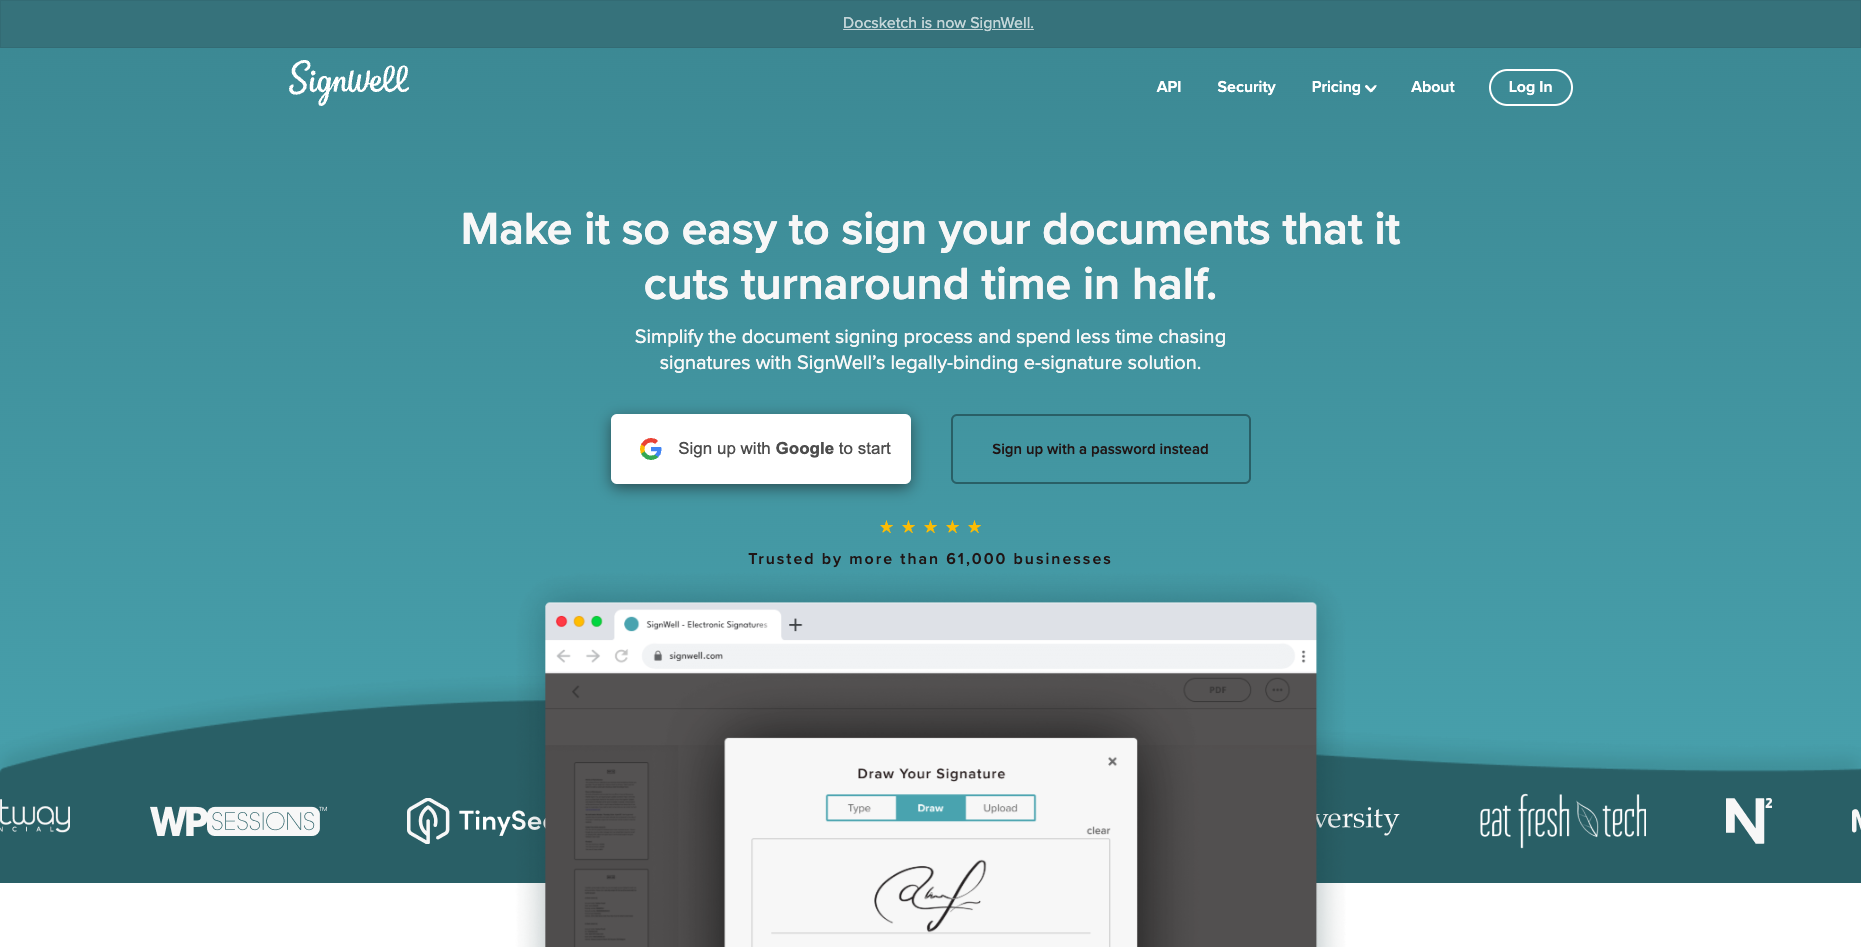 Docsketch is now SignWell.
SignWell
API
Security
Pricing
About
Log In
Make it so easy to sign your documents that it
cuts turnaround time in half.
Simplify the document signing process and spend less time chasing
signatures with SignWell’s legally-binding e-signature solution.
Sign up with Google to start
Sign up with a password instead
Trusted by more than 61,000 businesses
SignWell - Electronic Signatures
signwell.com
PDF
Draw Your Signature
Type
Draw
Upload
clear
WPSESSIONS™
eat fresh tech
N²